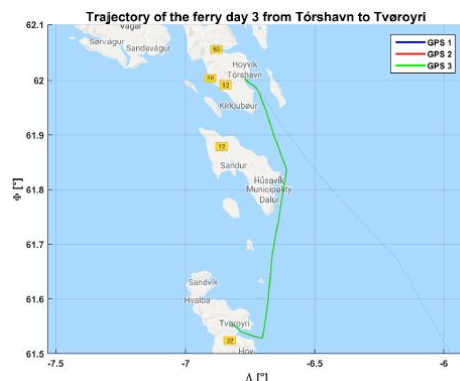 Trajectory of the ferry day 3 from Tórshavn to Tvøroyri
62.1
62
61.9
61.8
61.7
61.6
61.5
Φ [°]
-7.5
-7
-6.5
-6
Λ [°]
GPS 1
GPS 2
GPS 3
Vágar
Sørvágur
Sandavágur
50
Hoyvík
Tórshavn
12
Kirkjubøur
12
Sandur
Húsavík
Municipality
Dalur
Sandvík
Hvalba
Tvøroyri
32
Hov